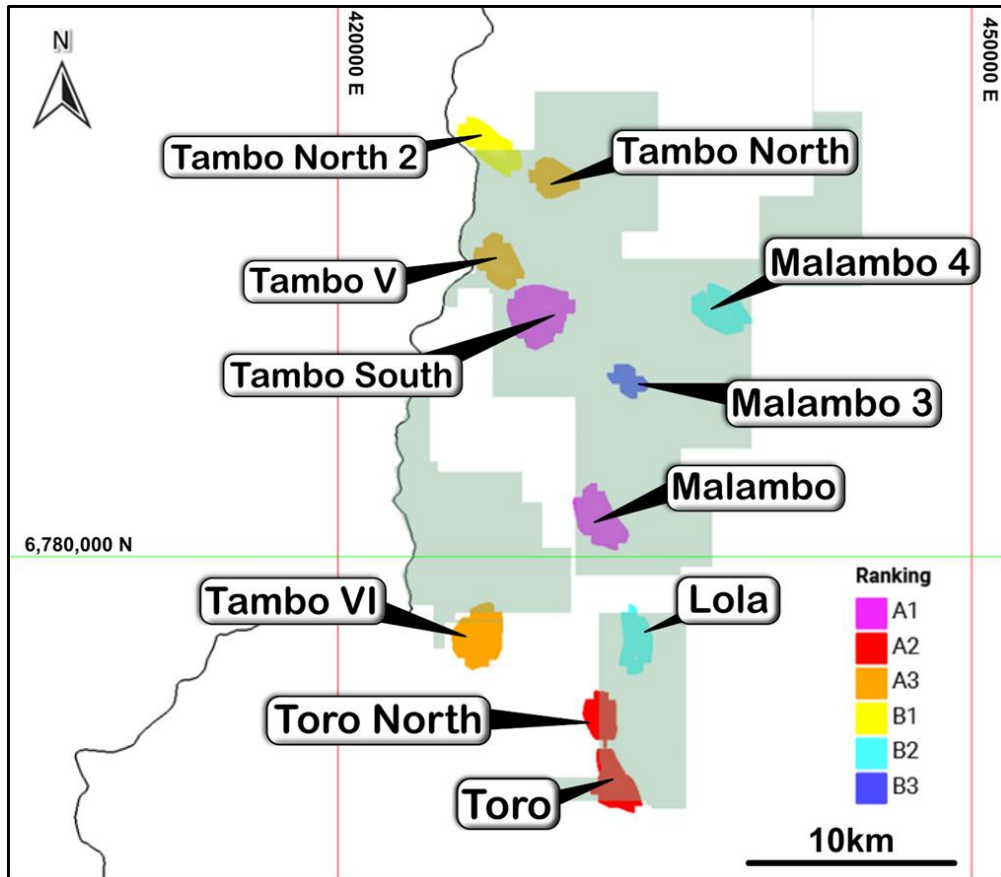 N
420000 E
450000 E
Tambo North 2
Tambo North
Tambo V
Malambo 4
Tambo South
Malambo 3
Malambo
6,780,000 N
Tambo VI
Lola
Toro North
Toro
Ranking
A1
A2
A3
B1
B2
B3
10km